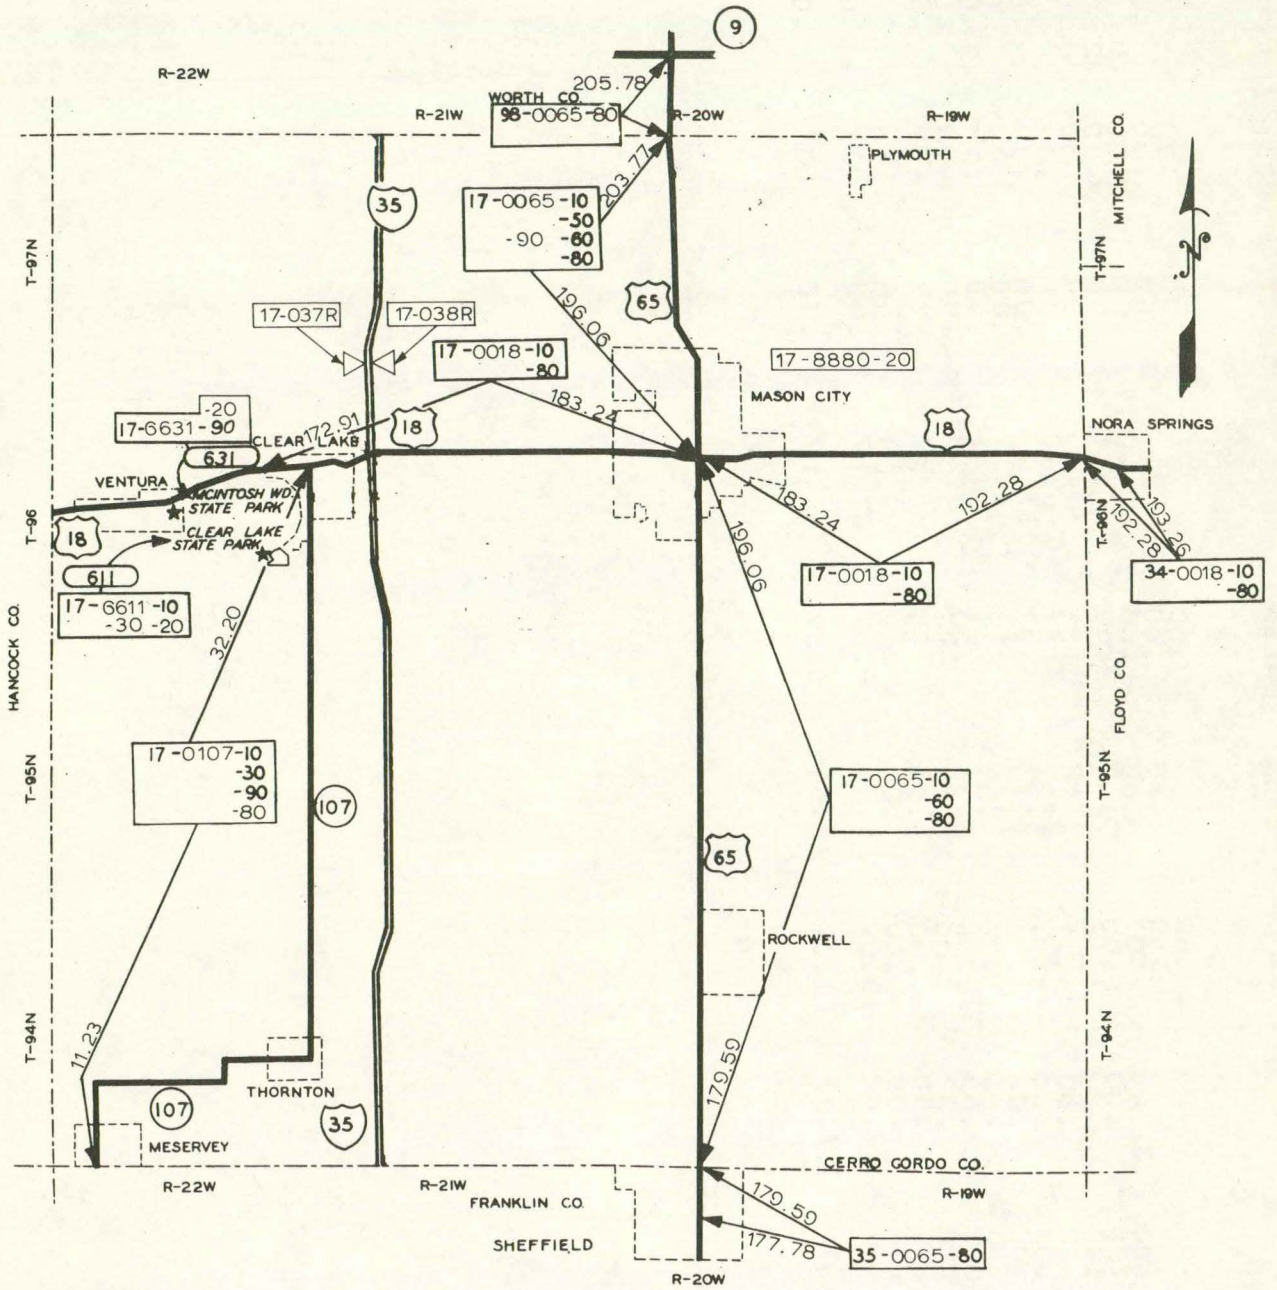 9
R-22W
205.78
WORTH CO.
98-0065-80
R-21W
R-20W
R-19W
MITCHELL CO.
PLYMOUTH
203.77
35
17-0065-10
-50
-90 -60
-80
T-97N
T-97N
N
196.06
65
17-037R
17-038R
17-0018-10
-80
17-8880-20
MASON CITY
183.24
-20
17-6631-90
172.91
18
18
NORA SPRINGS
CLEAR LAKE
631
VENTURA
MCINTOSH WD.
STATE PARK
T-96
18
CLEAR LAKE
STATE PARK
183.24
192.28
T-96N
192.28
193.26
611
17-6611-10
-30 -20
196.06
17-0018-10
-80
34-0018-10
-80
32.20
HANCOCK CO.
FLOYD CO.
17-0107-10
-30
-90
-80
107
T-95N
T-95N
17-0065-10
-60
-80
65
ROCKWELL
T-94N
11.23
T-94N
179.59
THORNTON
107
35
MESERVEY
CERRO GORDO CO.
R-22W
R-21W
R-19W
FRANKLIN CO.
179.59
SHEFFIELD
177.78
35-0065-80
R-20W